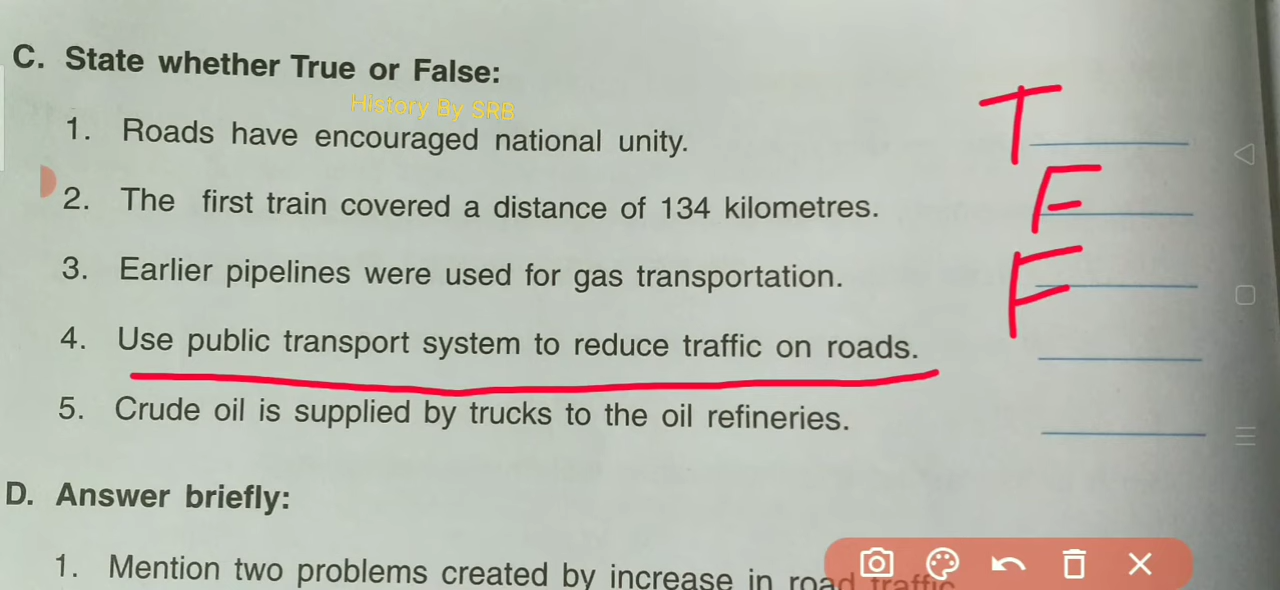 C. State whether True or False:
History By SRB
1. Roads have encouraged national unity. T
2. The first train covered a distance of 134 kilometres. F
3. Earlier pipelines were used for gas transportation. F
4. Use public transport system to reduce traffic on roads.
5. Crude oil is supplied by trucks to the oil refineries.
D. Answer briefly:
1. Mention two problems created by increase in road traffic